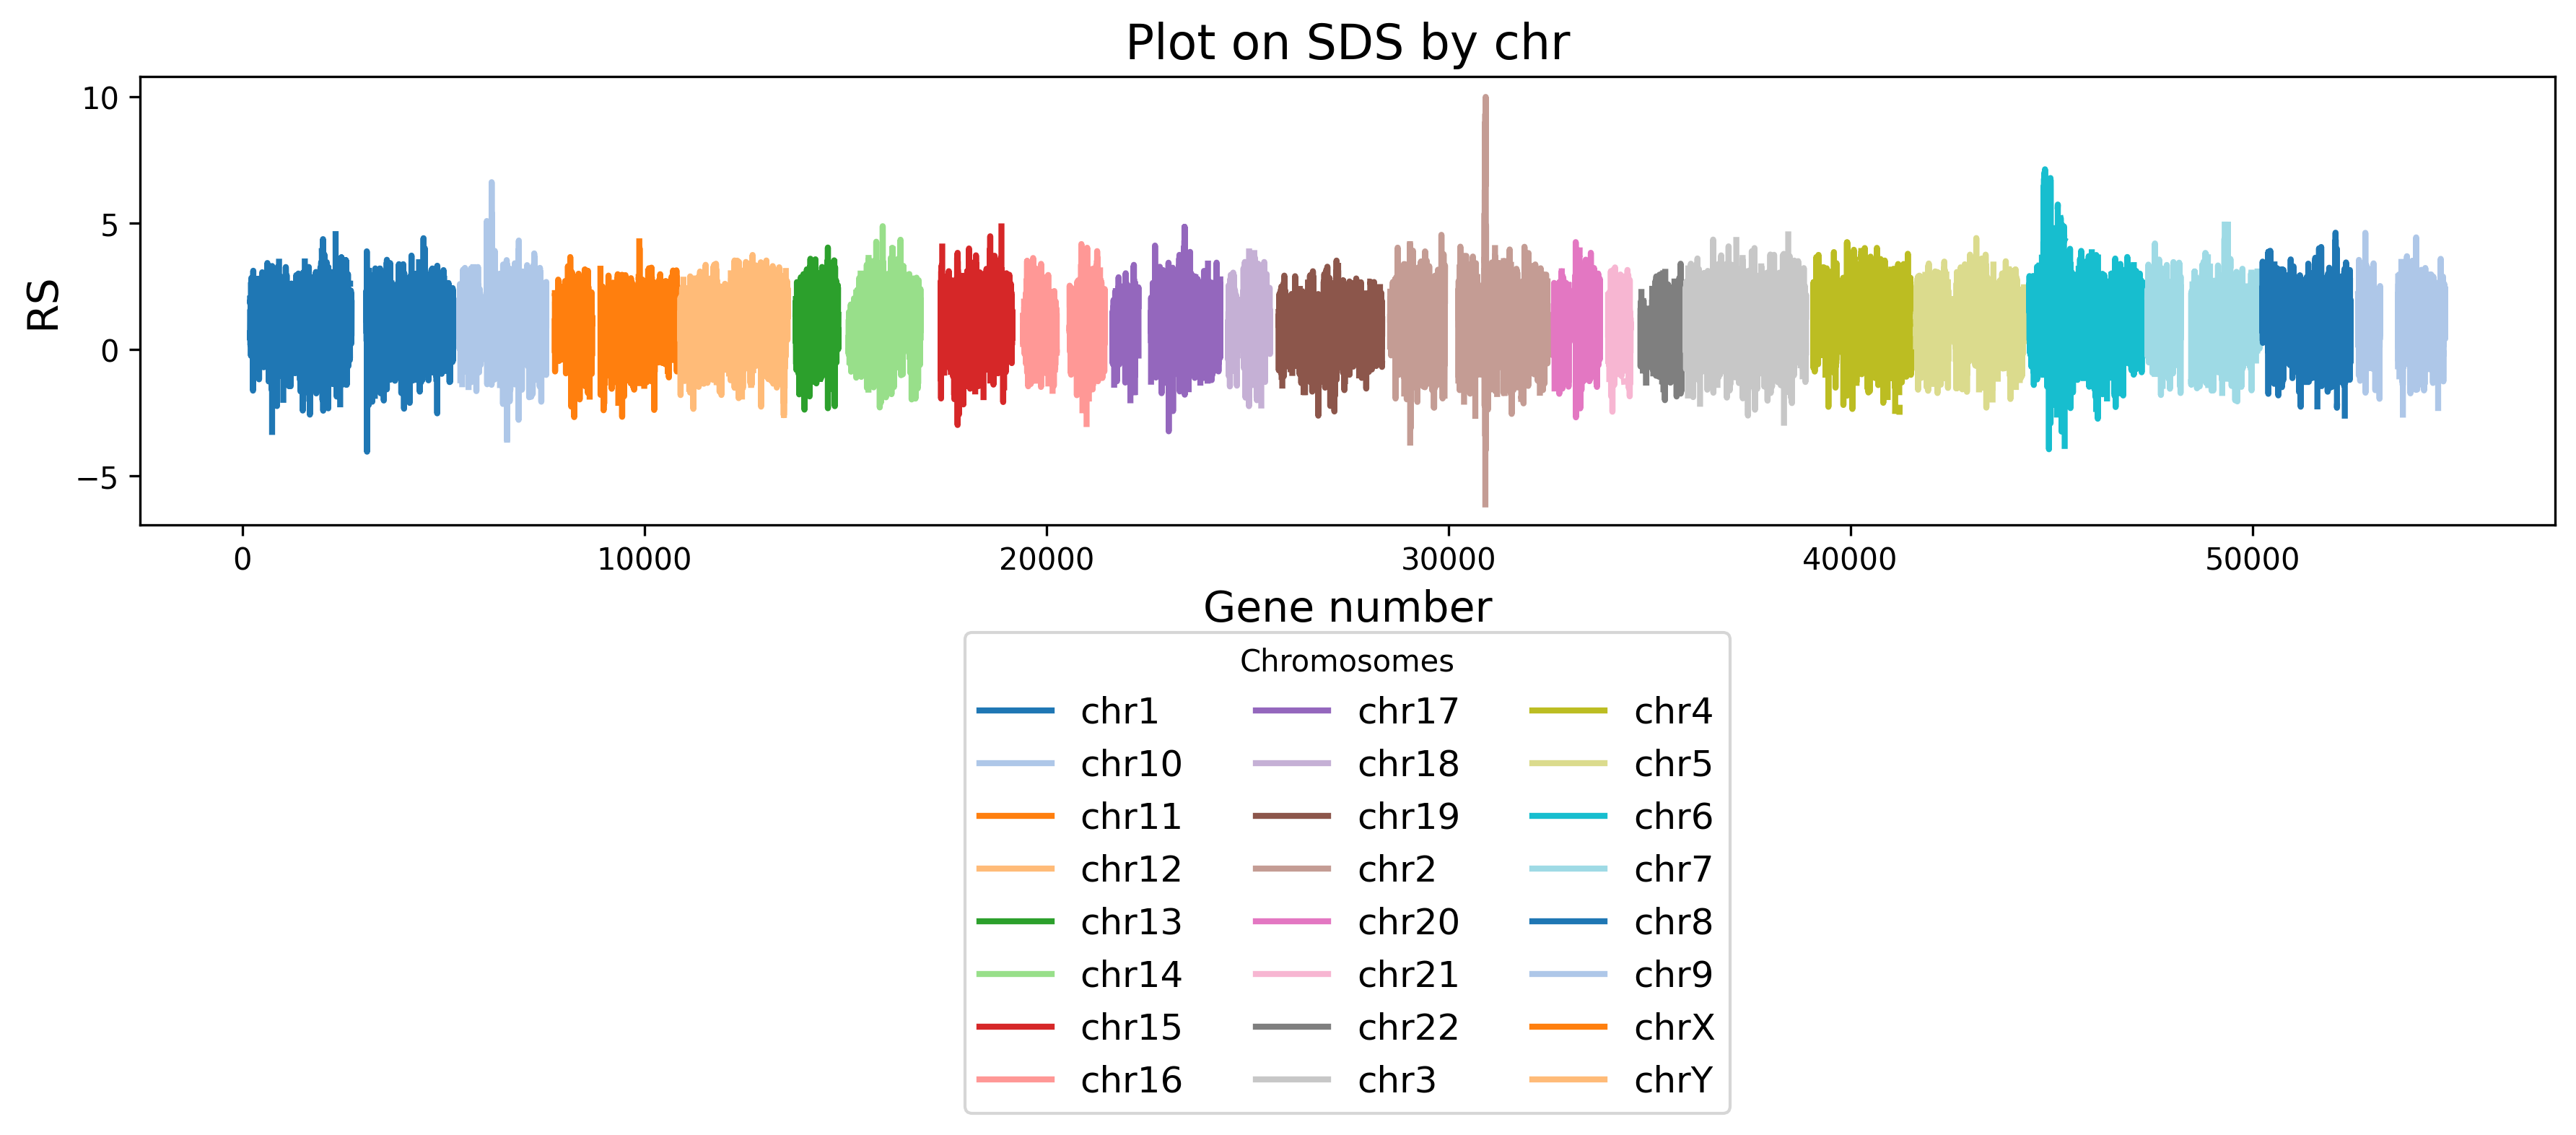 Plot on SDS by chr
10
5
0
−5
RS
0 10000 20000 30000 40000 50000
Gene number
Chromosomes
chr1 chr17 chr4
chr10 chr18 chr5
chr11 chr19 chr6
chr12 chr2 chr7
chr13 chr20 chr8
chr14 chr21 chr9
chr15 chr22 chrX
chr16 chr3 chrY